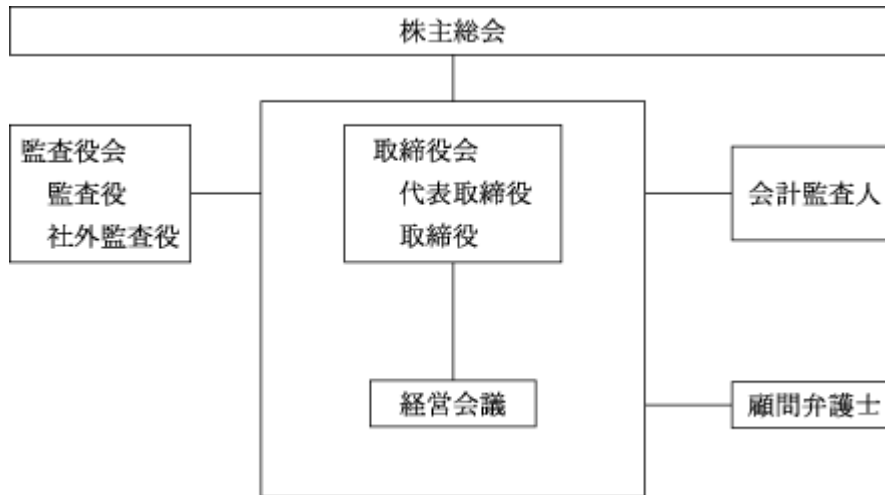 株主総会
監査役会
監査役
社外監査役
取締役会
代表取締役
取締役
会計監査人
経営会議
顧問弁護士